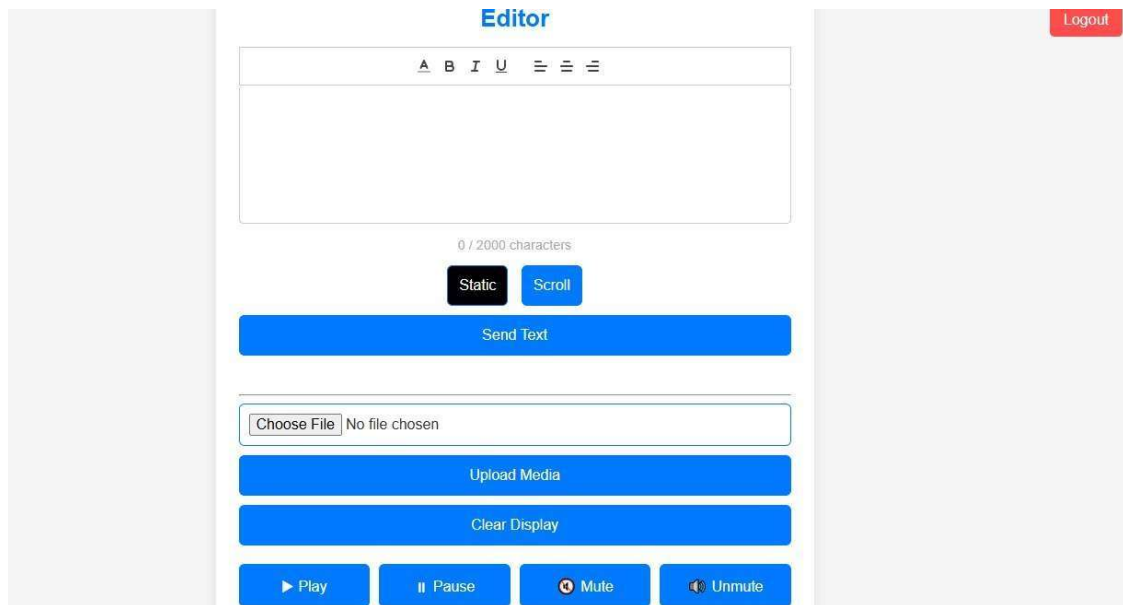 Editor
Logout
A B I U
0 / 2000 characters
Static Scroll
Send Text
Choose File No file chosen
Upload Media
Clear Display
Play Pause Mute Unmute